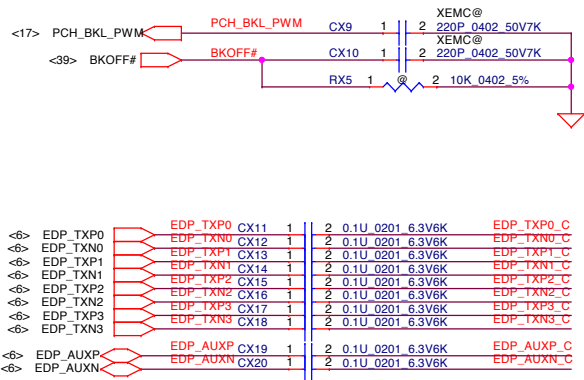 XEMC@
<17> PCH_BKL_PWM PCH_BKL_PWM CX9 1 2 220P_0402_50V7K
XEMC@
<39> BKOFF# BKOFF# CX10 1 2 220P_0402_50V7K
RX5 1 @ 2 10K_0402_5%
<6> EDP_TXP0 EDP_TXP0 CX11 1 2 0.1U_0201_6.3V6K EDP_TXP0_C
<6> EDP_TXN0 EDP_TXN0 CX12 1 2 0.1U_0201_6.3V6K EDP_TXN0_C
<6> EDP_TXP1 EDP_TXP1 CX13 1 2 0.1U_0201_6.3V6K EDP_TXP1_C
<6> EDP_TXN1 EDP_TXN1 CX14 1 2 0.1U_0201_6.3V6K EDP_TXN1_C
<6> EDP_TXP2 EDP_TXP2 CX15 1 2 0.1U_0201_6.3V6K EDP_TXP2_C
<6> EDP_TXN2 EDP_TXN2 CX16 1 2 0.1U_0201_6.3V6K EDP_TXN2_C
<6> EDP_TXP3 EDP_TXP3 CX17 1 2 0.1U_0201_6.3V6K EDP_TXP3_C
<6> EDP_TXN3 EDP_TXN3 CX18 1 2 0.1U_0201_6.3V6K EDP_TXN3_C
<6> EDP_AUXP EDP_AUXP CX19 1 2 0.1U_0201_6.3V6K EDP_AUXP_C
<6> EDP_AUXN EDP_AUXN CX20 1 2 0.1U_0201_6.3V6K EDP_AUXN_C